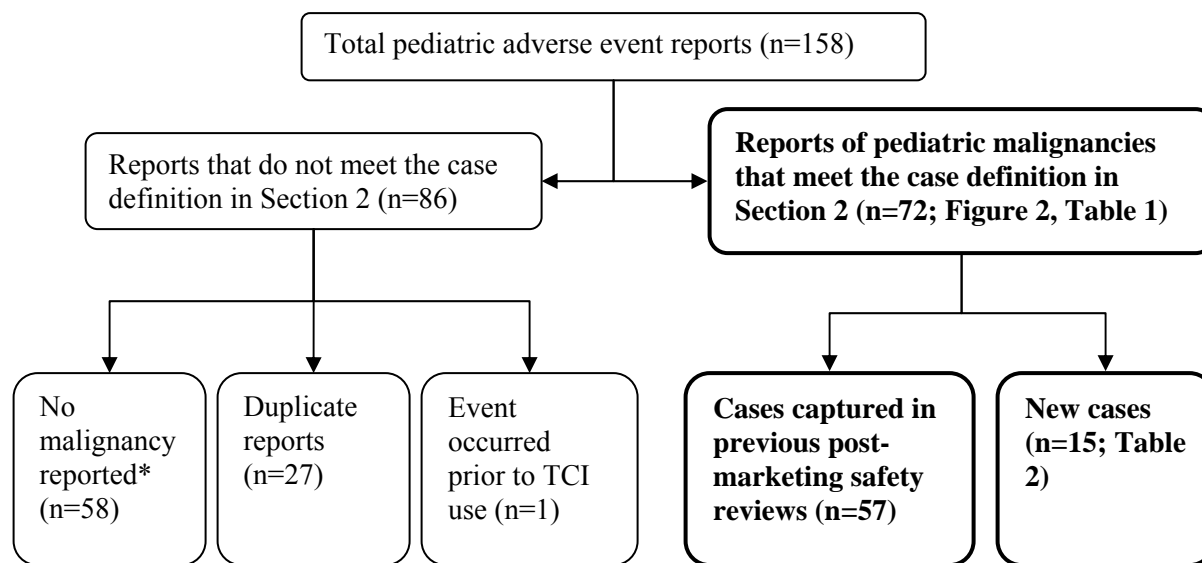 Total pediatric adverse event reports (n=158)
Reports that do not meet the case
definition in Section 2 (n=86)
Reports of pediatric malignancies
that meet the case definition in
Section 2 (n=72; Figure 2, Table 1)
No
malignancy
reported*
(n=58)
Duplicate
reports
(n=27)
Event
occurred
prior to TCI
use (n=1)
Cases captured in
previous post-
marketing safety
reviews (n=57)
New cases
(n=15; Table
2)